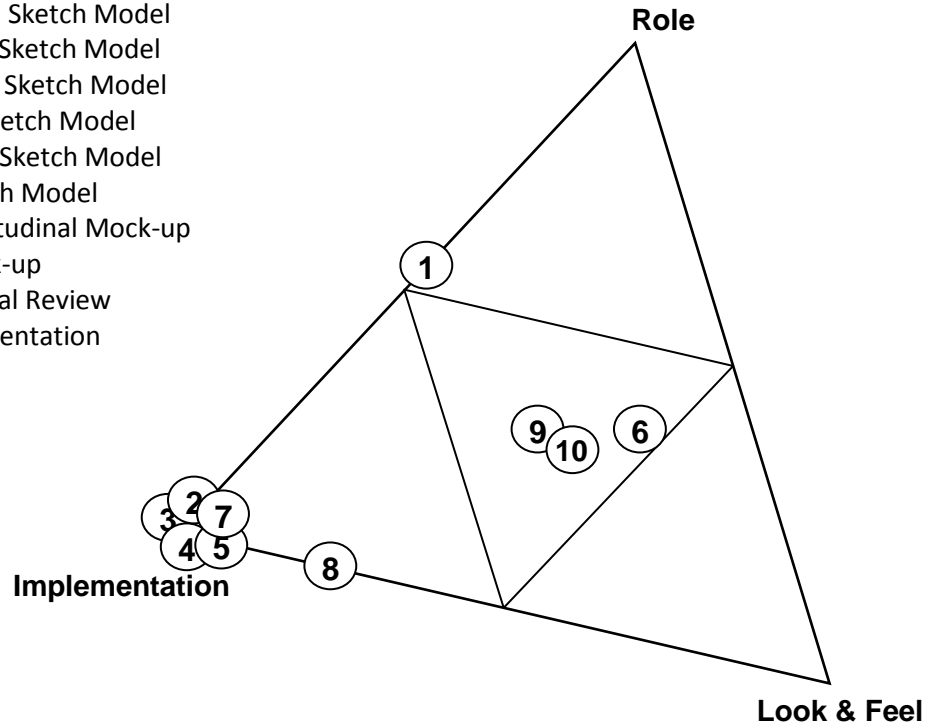 Sketch Model
Sketch Model
Sketch Model
etch Model
Sketch Model
h Model
tudinal Mock-up
k-up
al Review
entation
Role
1
9
10
6
2
3
7
4
5
8
Implementation
Look & Feel